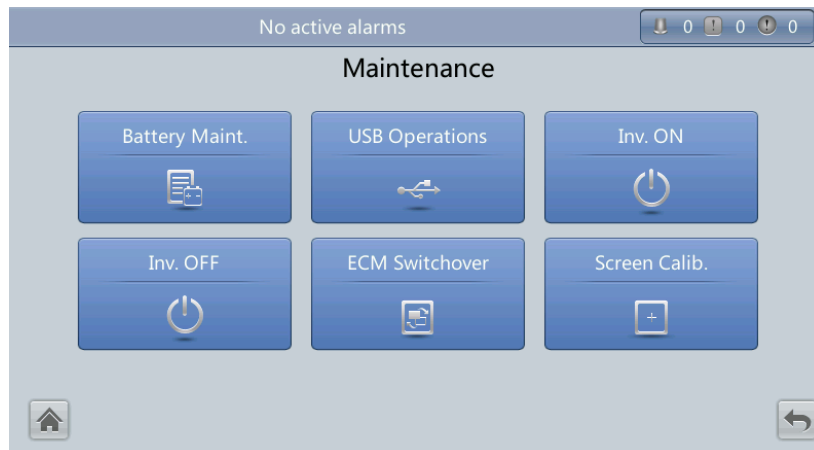 No active alarms
0 0 0
Maintenance
Battery Maint.
USB Operations
Inv. ON
Inv. OFF
ECM Switchover
Screen Calib.